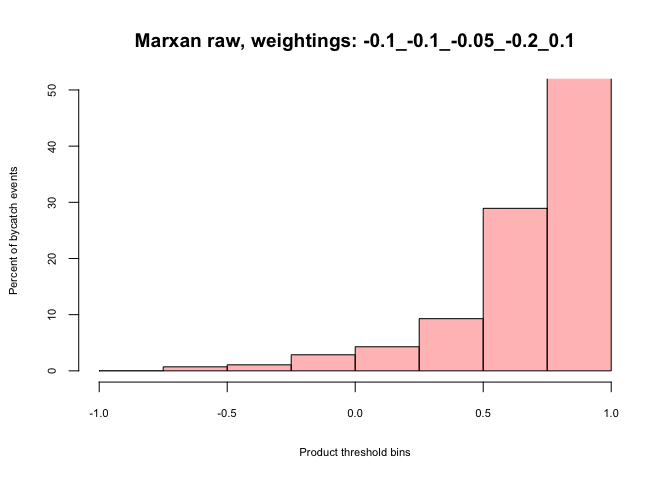 Marxan raw, weightings: -0.1_-0.1_-0.05_-0.2_0.1
50
40
30
20
10
0
Percent of bycatch events
-1.0 -0.5 0.0 0.5 1.0
Product threshold bins